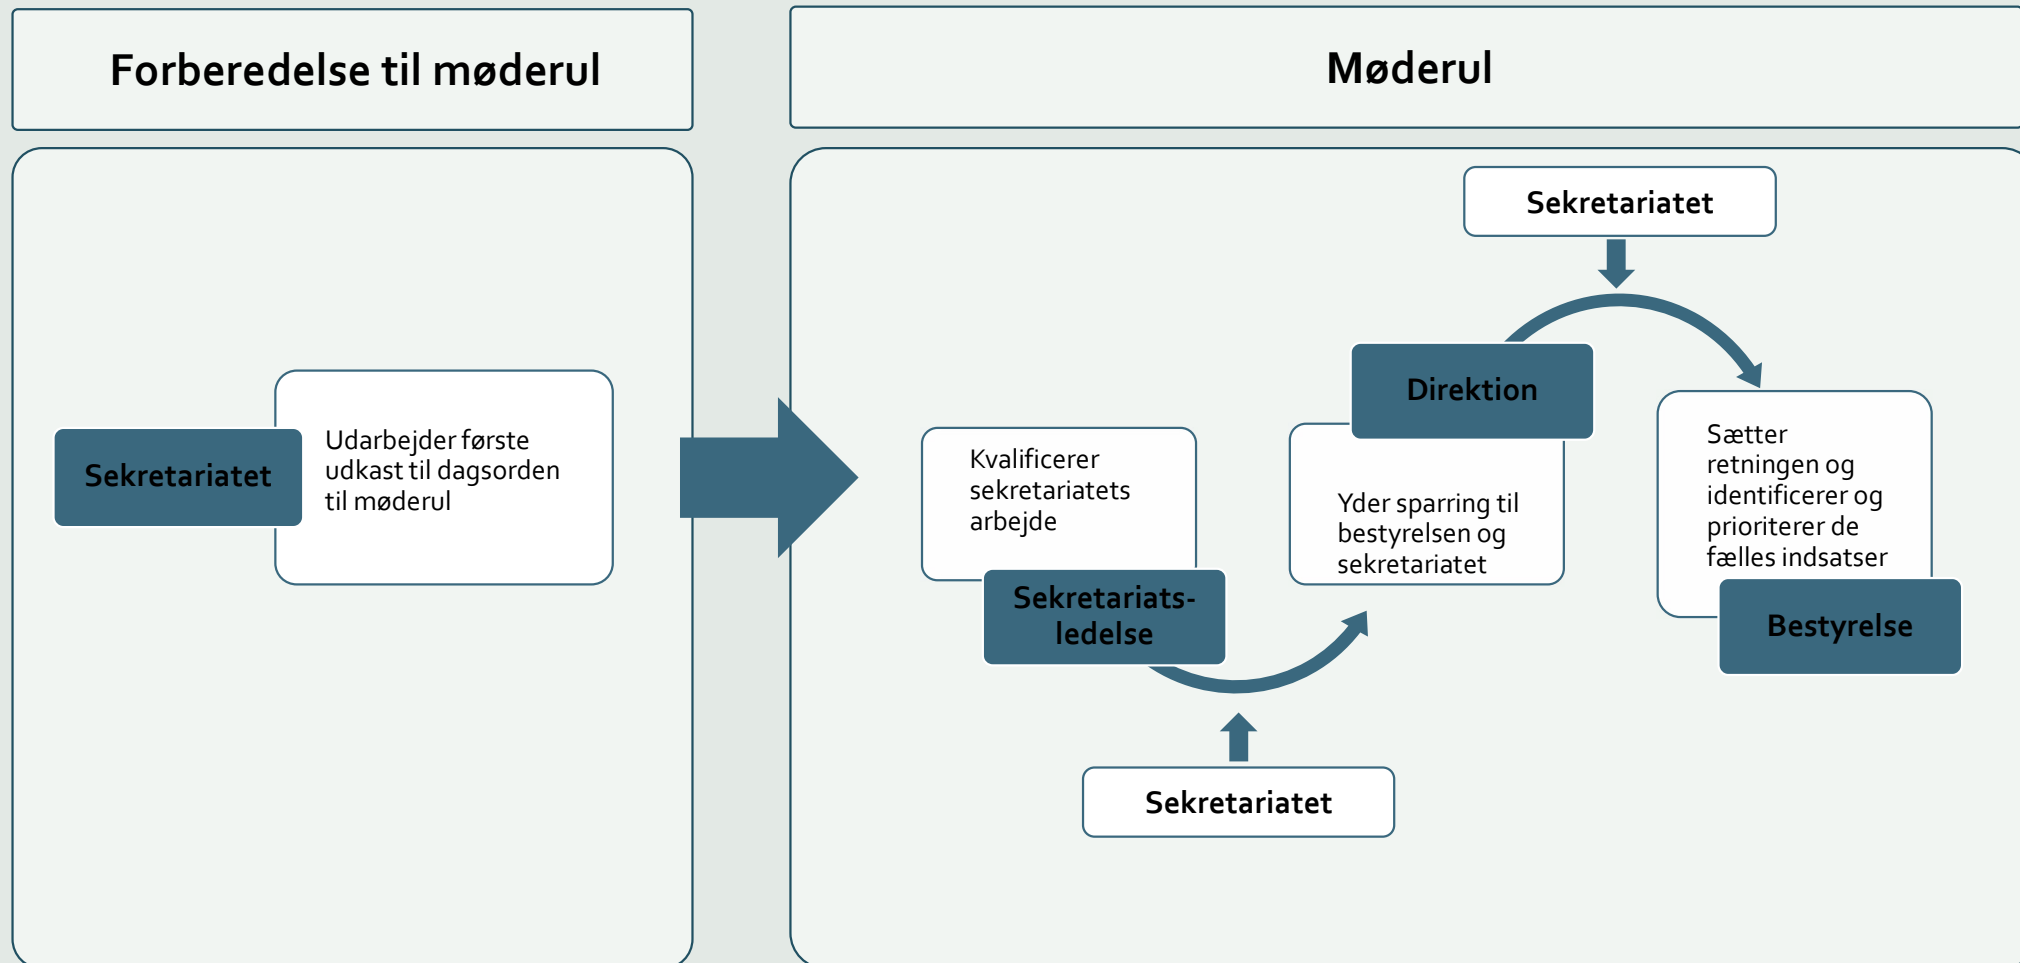 Forberedelse til møderul
Sekretariatet
Udarbejder første
udkast til dagsorden
til møderul
Møderul
Kvalificerer
sekretariatets
arbejde
Sekretariats-
ledelse
Sekretariatet
Direktion
Yder sparring til
bestyrelsen og
sekretariatet
Sekretariatet
Sætter
retningen og
identificerer og
prioriterer de
fælles indsatser
Bestyrelse